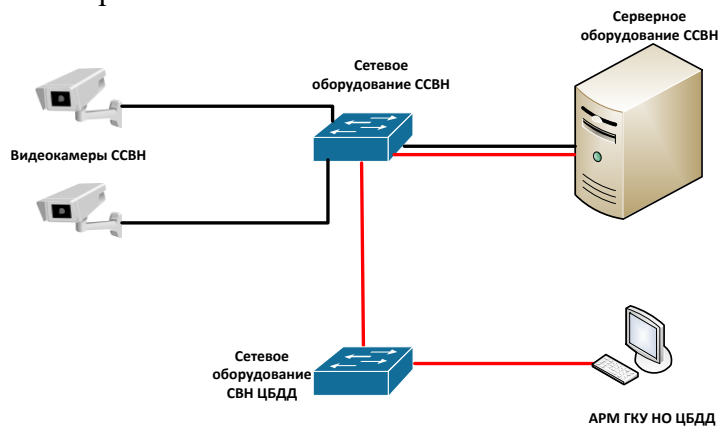 Серверное
оборудование ССВН
Сетевое
оборудование ССВН
Видеокамеры ССВН
Сетевое
оборудование
СВН ЦБДД
АРМ ГКУ НО ЦБДД